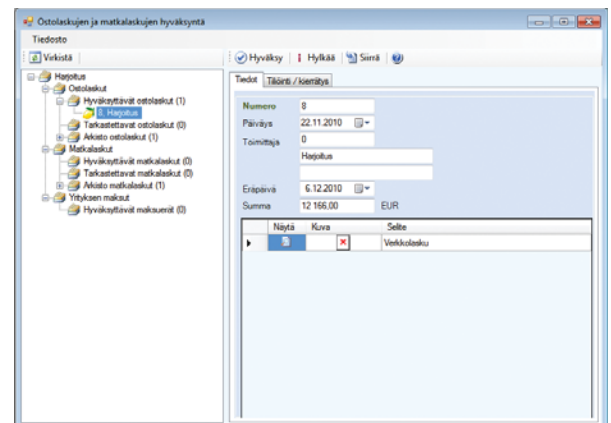 Ostolaskujen ja matkalaskujen hyväksyntä
Tiedosto
Virkistä
Hyväksy Hylkää Siirrä
Harjoitus
Ostolaskut
Hyväksyttävät ostolaskut (1)
8, Harjoitus
Tarkastettavat ostolaskut (0)
Arkisto ostolaskut (1)
Matkalaskut
Hyväksyttävät matkalaskut (0)
Tarkastettavat matkalaskut (0)
Arkisto matkalaskut (1)
Yrityksen maksut
Hyväksyttävät maksuerät (0)
Tiedot Tiliöinti / kierrätys
Numero 8
Päiväys 22.11.2010
Toimittaja 0
Harjoitus
Eräpäivä 6.12.2010
Summa 12 166,00 EUR
Näytä Kuva Selite
Verkkolasku